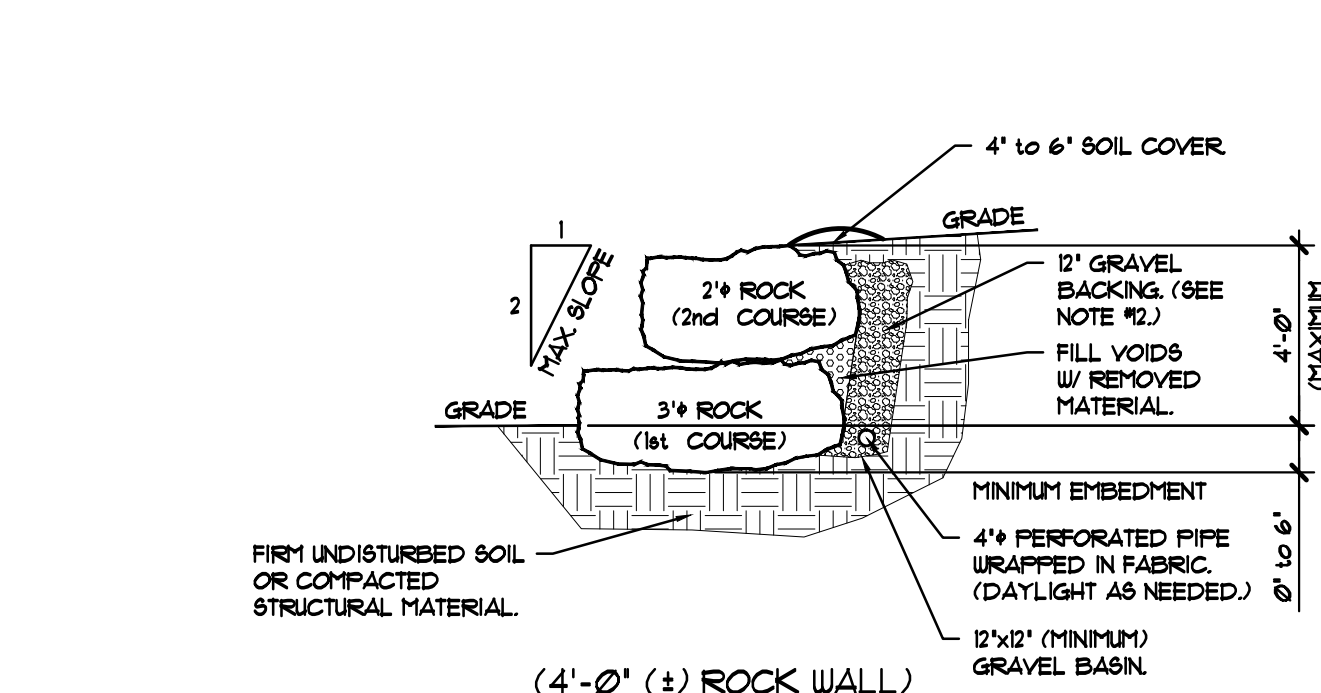 4" to 6" SOIL COVER
GRADE
1
2
MAX. SLOPE
2'ϕ ROCK
(2nd COURSE)
12" GRAVEL
BACKING. (SEE
NOTE #12.)
4'-0"
(MAXIMUM
FILL VOIDS
W/ REMOVED
MATERIAL.
GRADE
3'ϕ ROCK
(1st COURSE)
MINIMUM EMBEDMENT
0" to 6"
4"ϕ PERFORATED PIPE
WRAPPED IN FABRIC.
(DAYLIGHT AS NEEDED.)
FIRM UNDISTURBED SOIL
OR COMPACTED
STRUCTURAL MATERIAL.
12"x12" (MINIMUM)
GRAVEL BASIN.
(4'-0" (±) ROCK WALL)